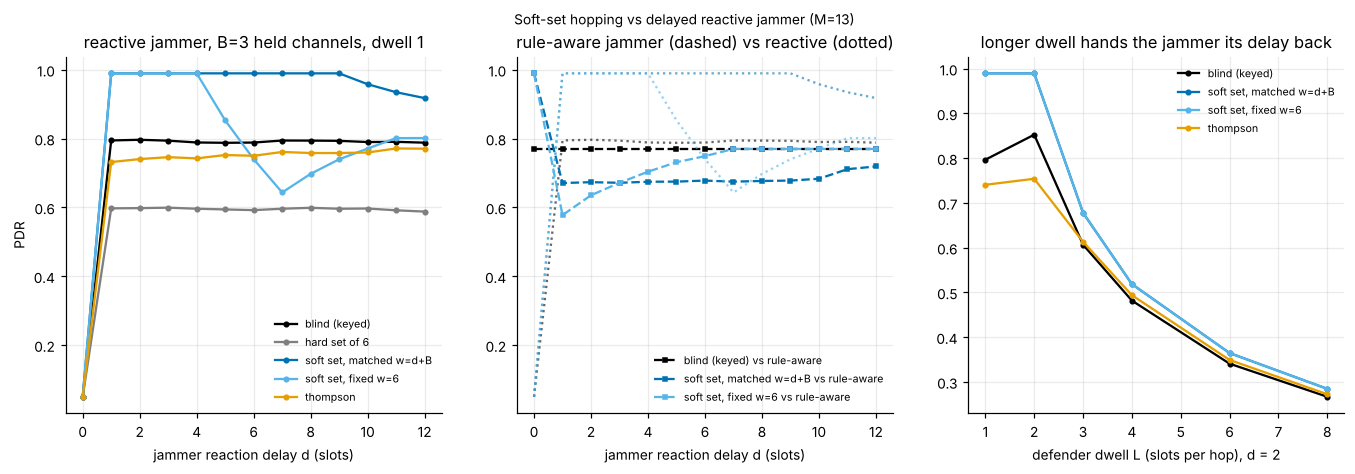 Soft-set hopping vs delayed reactive jammer (M=13)
reactive jammer, B=3 held channels, dwell 1
PDR
1.0
0.8
0.6
0.4
0.2
0 2 4 6 8 10 12
jammer reaction delay d (slots)
blind (keyed)
hard set of 6
soft set, matched w=d+B
soft set, fixed w=6
thompson
rule-aware jammer (dashed) vs reactive (dotted)
1.0
0.8
0.6
0.4
0.2
0 2 4 6 8 10 12
jammer reaction delay d (slots)
blind (keyed) vs rule-aware
soft set, matched w=d+B vs rule-aware
soft set, fixed w=6 vs rule-aware
longer dwell hands the jammer its delay back
1.0
0.9
0.8
0.7
0.6
0.5
0.4
0.3
1 2 3 4 5 6 7 8
defender dwell L (slots per hop), d = 2
blind (keyed)
soft set, matched w=d+B
soft set, fixed w=6
thompson